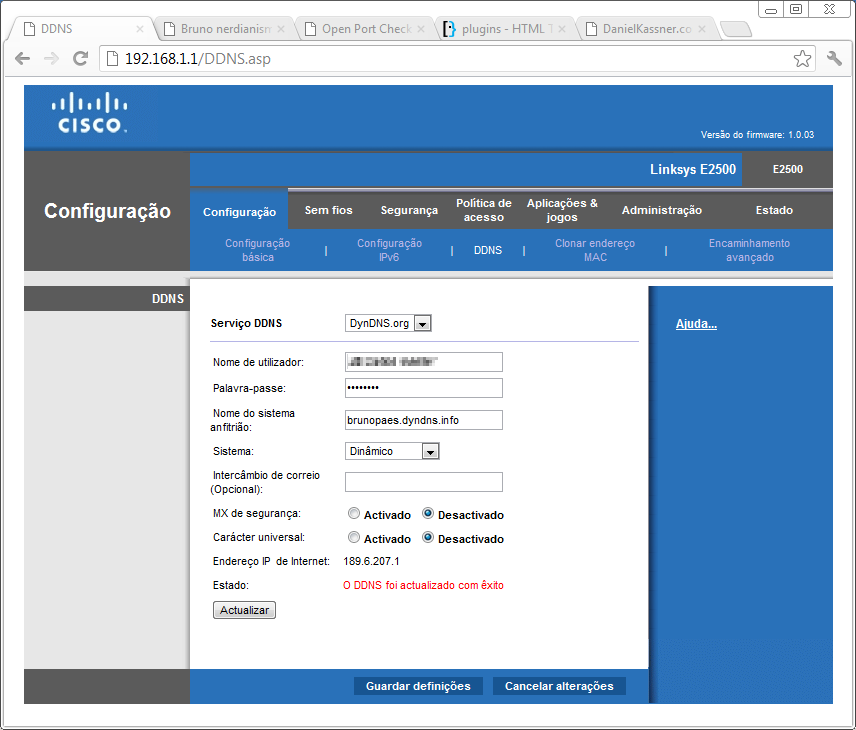 DDNS
Bruno nerdianism
Open Port Check
plugins - HTML T
DanielKassner.co
192.168.1.1/DDNS.asp
CISCO.
Versão do firmware: 1.0.03
Linksys E2500
E2500
Configuração
Configuração
Sem fios
Segurança
Política de
acesso
Aplicações &
jogos
Administração
Estado
Configuração
básica
|
Configuração
IPv6
|
DDNS
|
Clonar endereço
MAC
|
Encaminhamento
avançado
DDNS
Serviço DDNS
DynDNS.org
Ajuda...
Nome de utilizador:
Palavra-passe:
••••••••
Nome do sistema
anfitrião:
brunopaes.dyndns.info
Sistema:
Dinâmico
Intercâmbio de correio
(Opcional):
MX de segurança:
Activado
Desactivado
Carácter universal:
Activado
Desactivado
Endereço IP de Internet:
189.6.207.1
Estado:
O DDNS foi actualizado com êxito
Actualizar
Guardar definições
Cancelar alterações